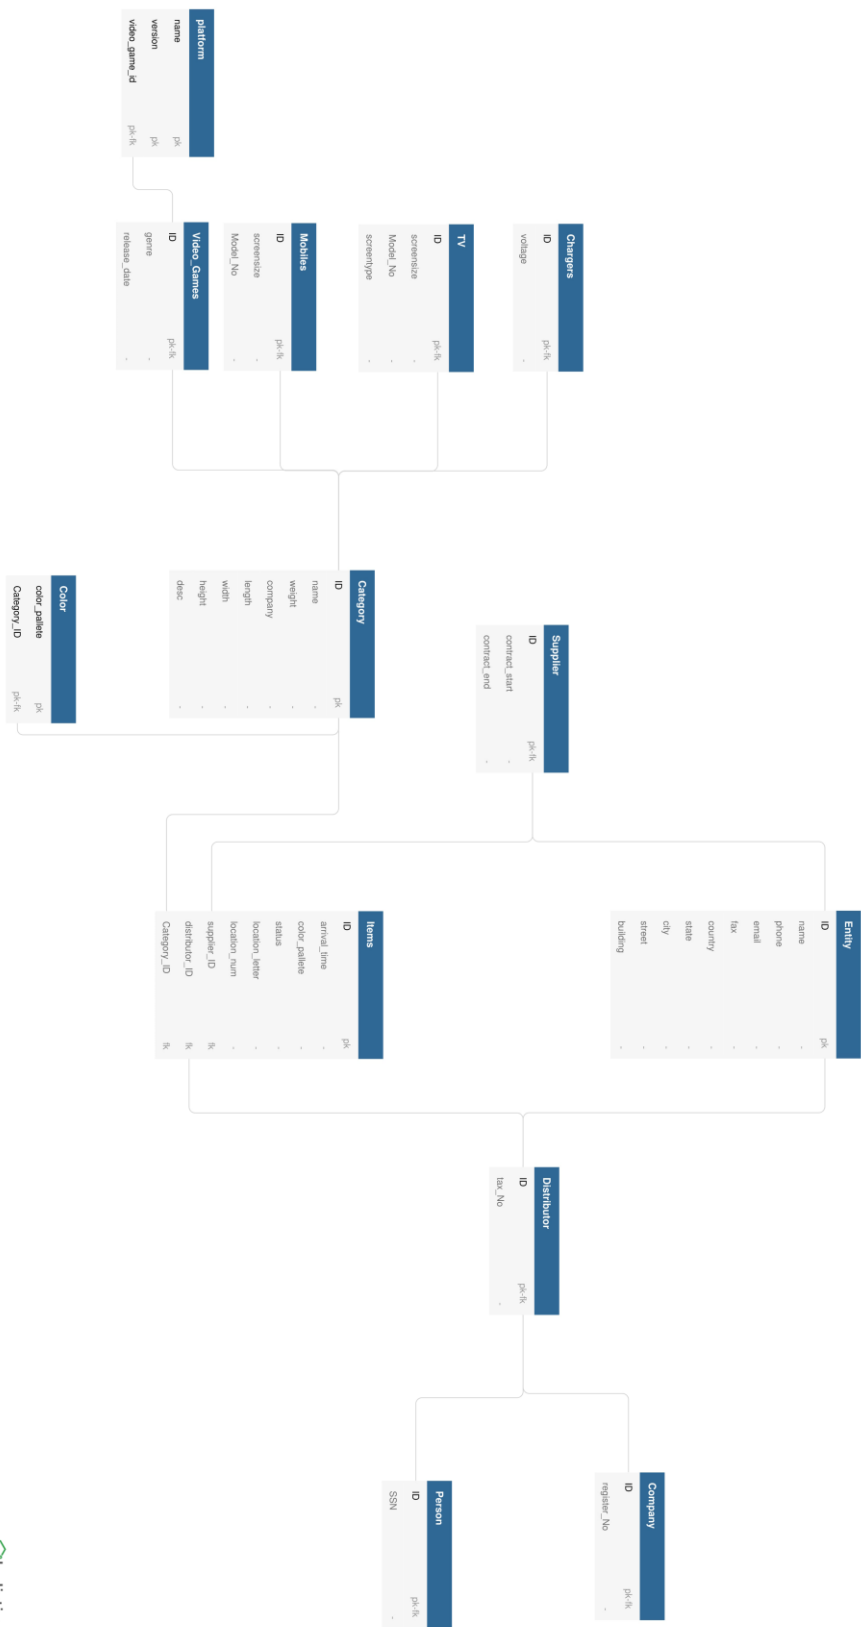 platform
name pk
version pk
video_game_id pk-fk
Chargers
ID pk-fk
voltage -
TV
ID pk-fk
screensize -
Model_No -
screentype -
Mobiles
ID pk-fk
screensize -
Model_No -
Video_Games
ID pk-fk
genre -
release_date -
Category
ID pk
name -
weight -
company -
length -
width -
height -
desc -
Color
color_pallete pk
Category_ID pk-fk
Supplier
ID pk-fk
contract_start -
contract_end -
Entity
ID pk
name -
phone -
email -
fax -
country -
state -
city -
street -
building -
Items
ID pk
arrival_time -
color_pallete -
status -
location_letter -
location_num -
supplier_ID fk
distributor_ID fk
Category_ID fk
Distributor
ID pk-fk
tax_No -
Company
ID pk-fk
register_No -
Person
ID pk-fk
SSN -